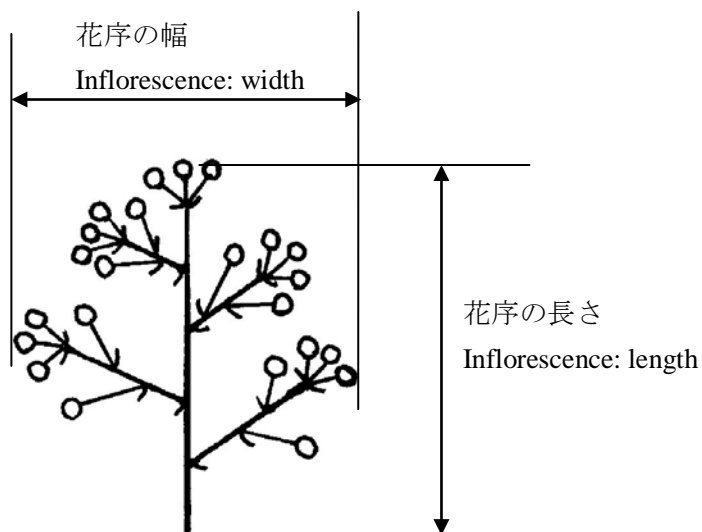 花序の幅
Inflorescence: width
花序の長さ
Inflorescence: length